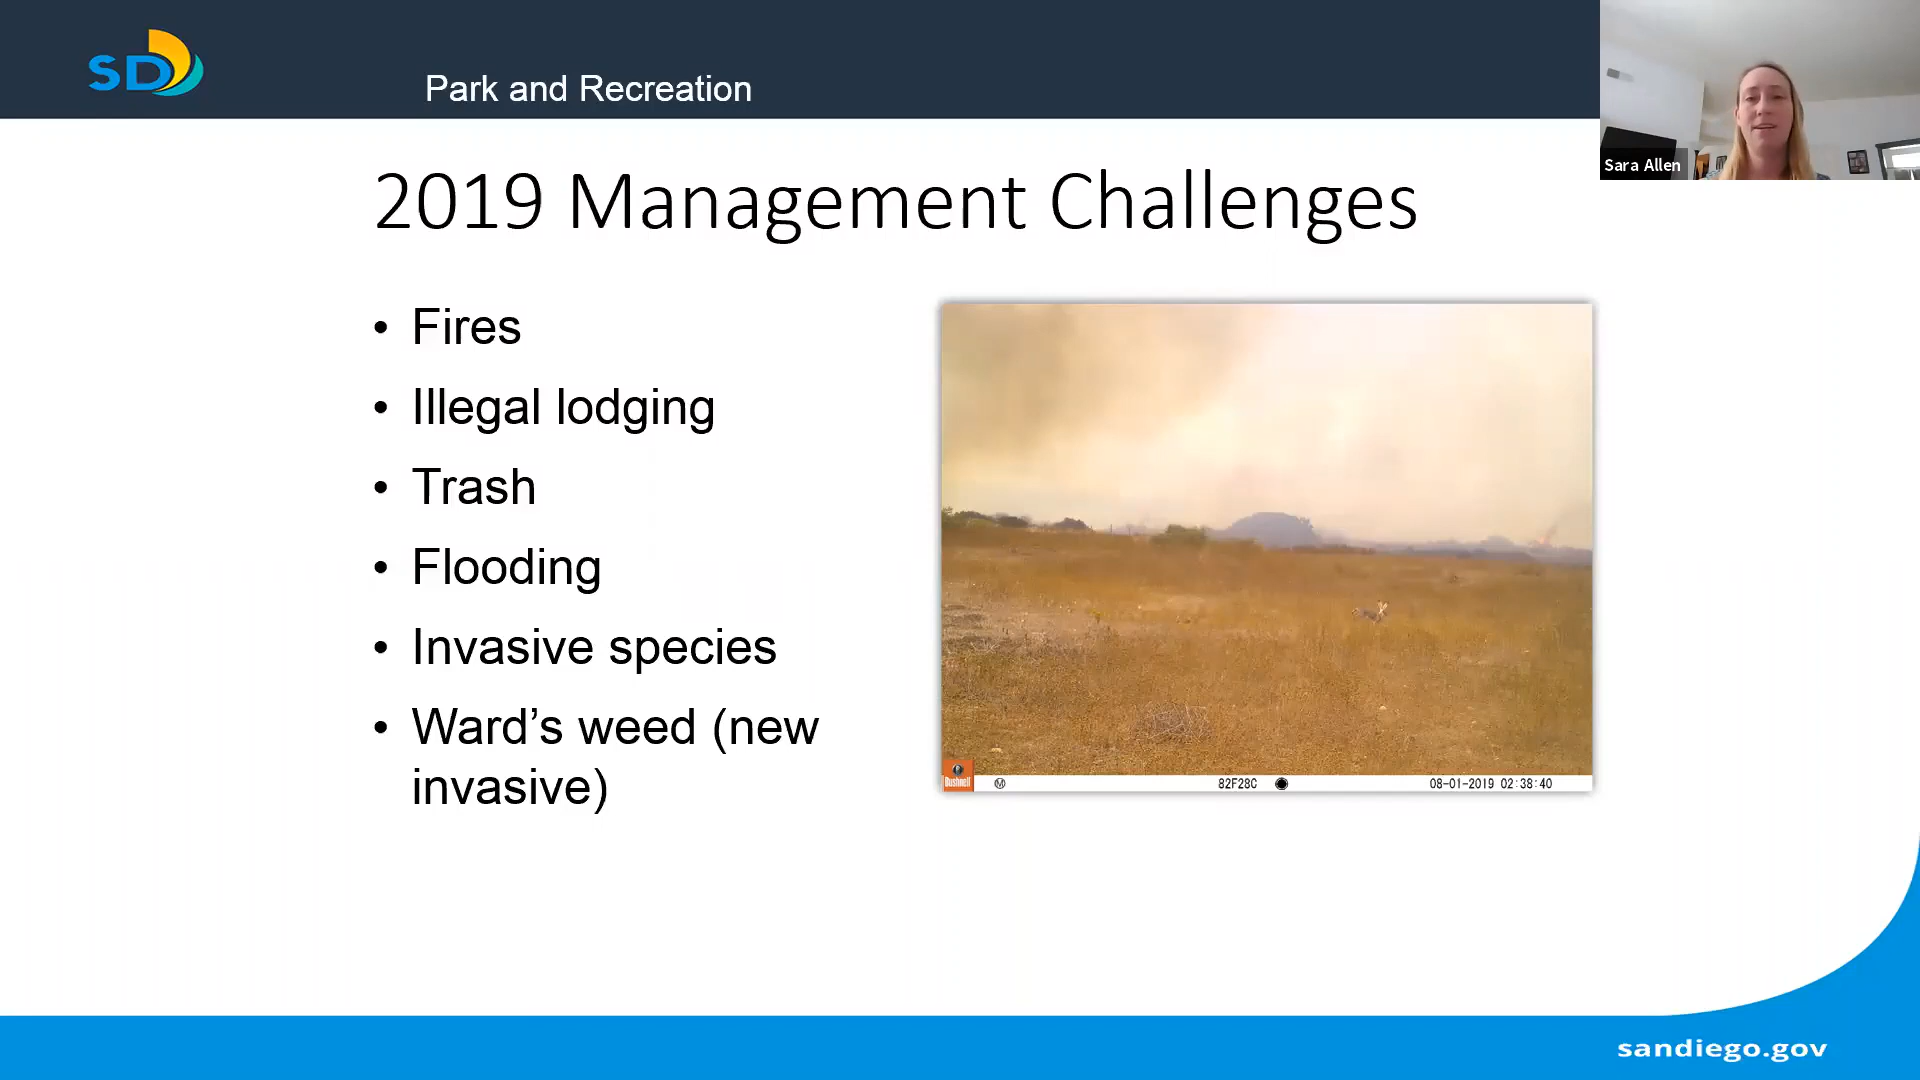 SD
Park and Recreation
Sara Allen
2019 Management Challenges
• Fires
• Illegal lodging
• Trash
• Flooding
• Invasive species
• Ward’s weed (new
invasive)
Bushnell
M
82F28C
08-01-2019 02:38:40
sandiego.gov